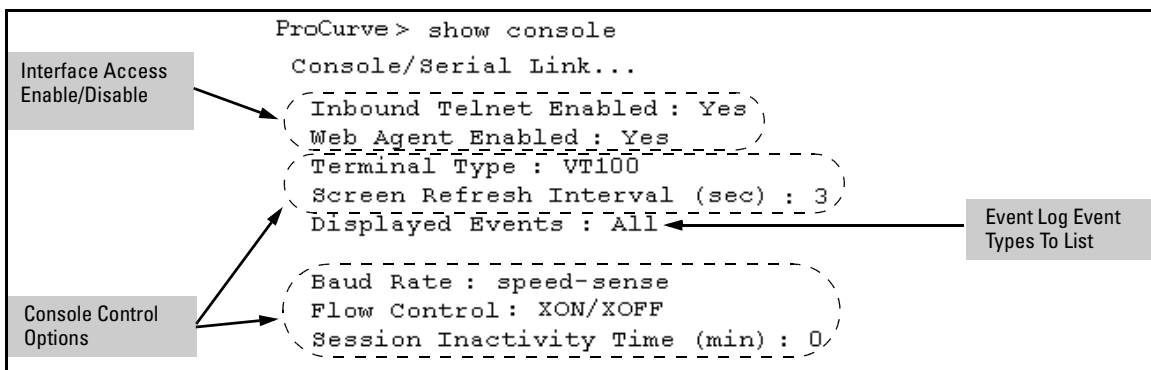 ProCurve> show console
Console/Serial Link...
Interface Access
Enable/Disable
Inbound Telnet Enabled : Yes
Web Agent Enabled : Yes
Terminal Type : VT100
Screen Refresh Interval (sec) : 3
Displayed Events : All
Event Log Event
Types To List
Baud Rate : speed-sense
Flow Control : XON/XOFF
Session Inactivity Time (min) : 0
Console Control
Options